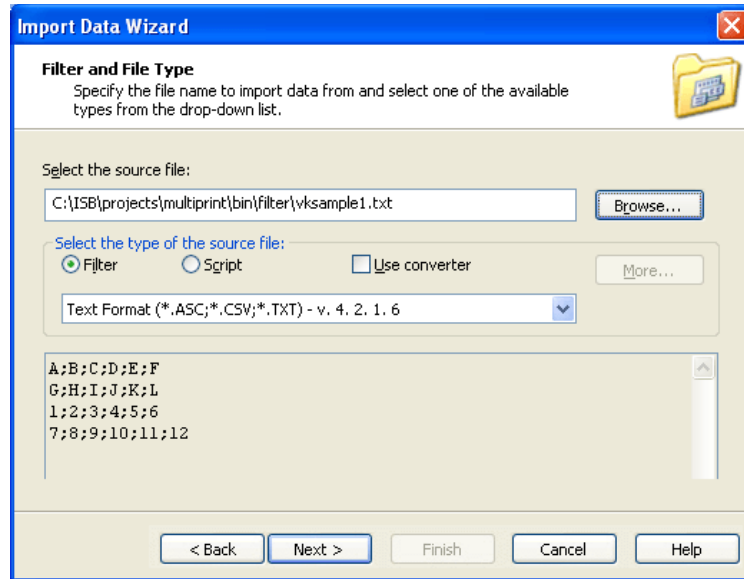 Import Data Wizard
Filter and File Type
Specify the file name to import data from and select one of the available
types from the drop-down list.
Select the source file:
C:\ISB\projects\multiprint\bin\filter\vksample1.txt
Browse...
Select the type of the source file:
Filter
Script
Use converter
More...
Text Format (*.ASC;*.CSV;*.TXT) - v. 4. 2. 1. 6
A;B;C;D;E;F
G;H;I;J;K;L
1;2;3;4;5;6
7;8;9;10;11;12
< Back
Next >
Finish
Cancel
Help